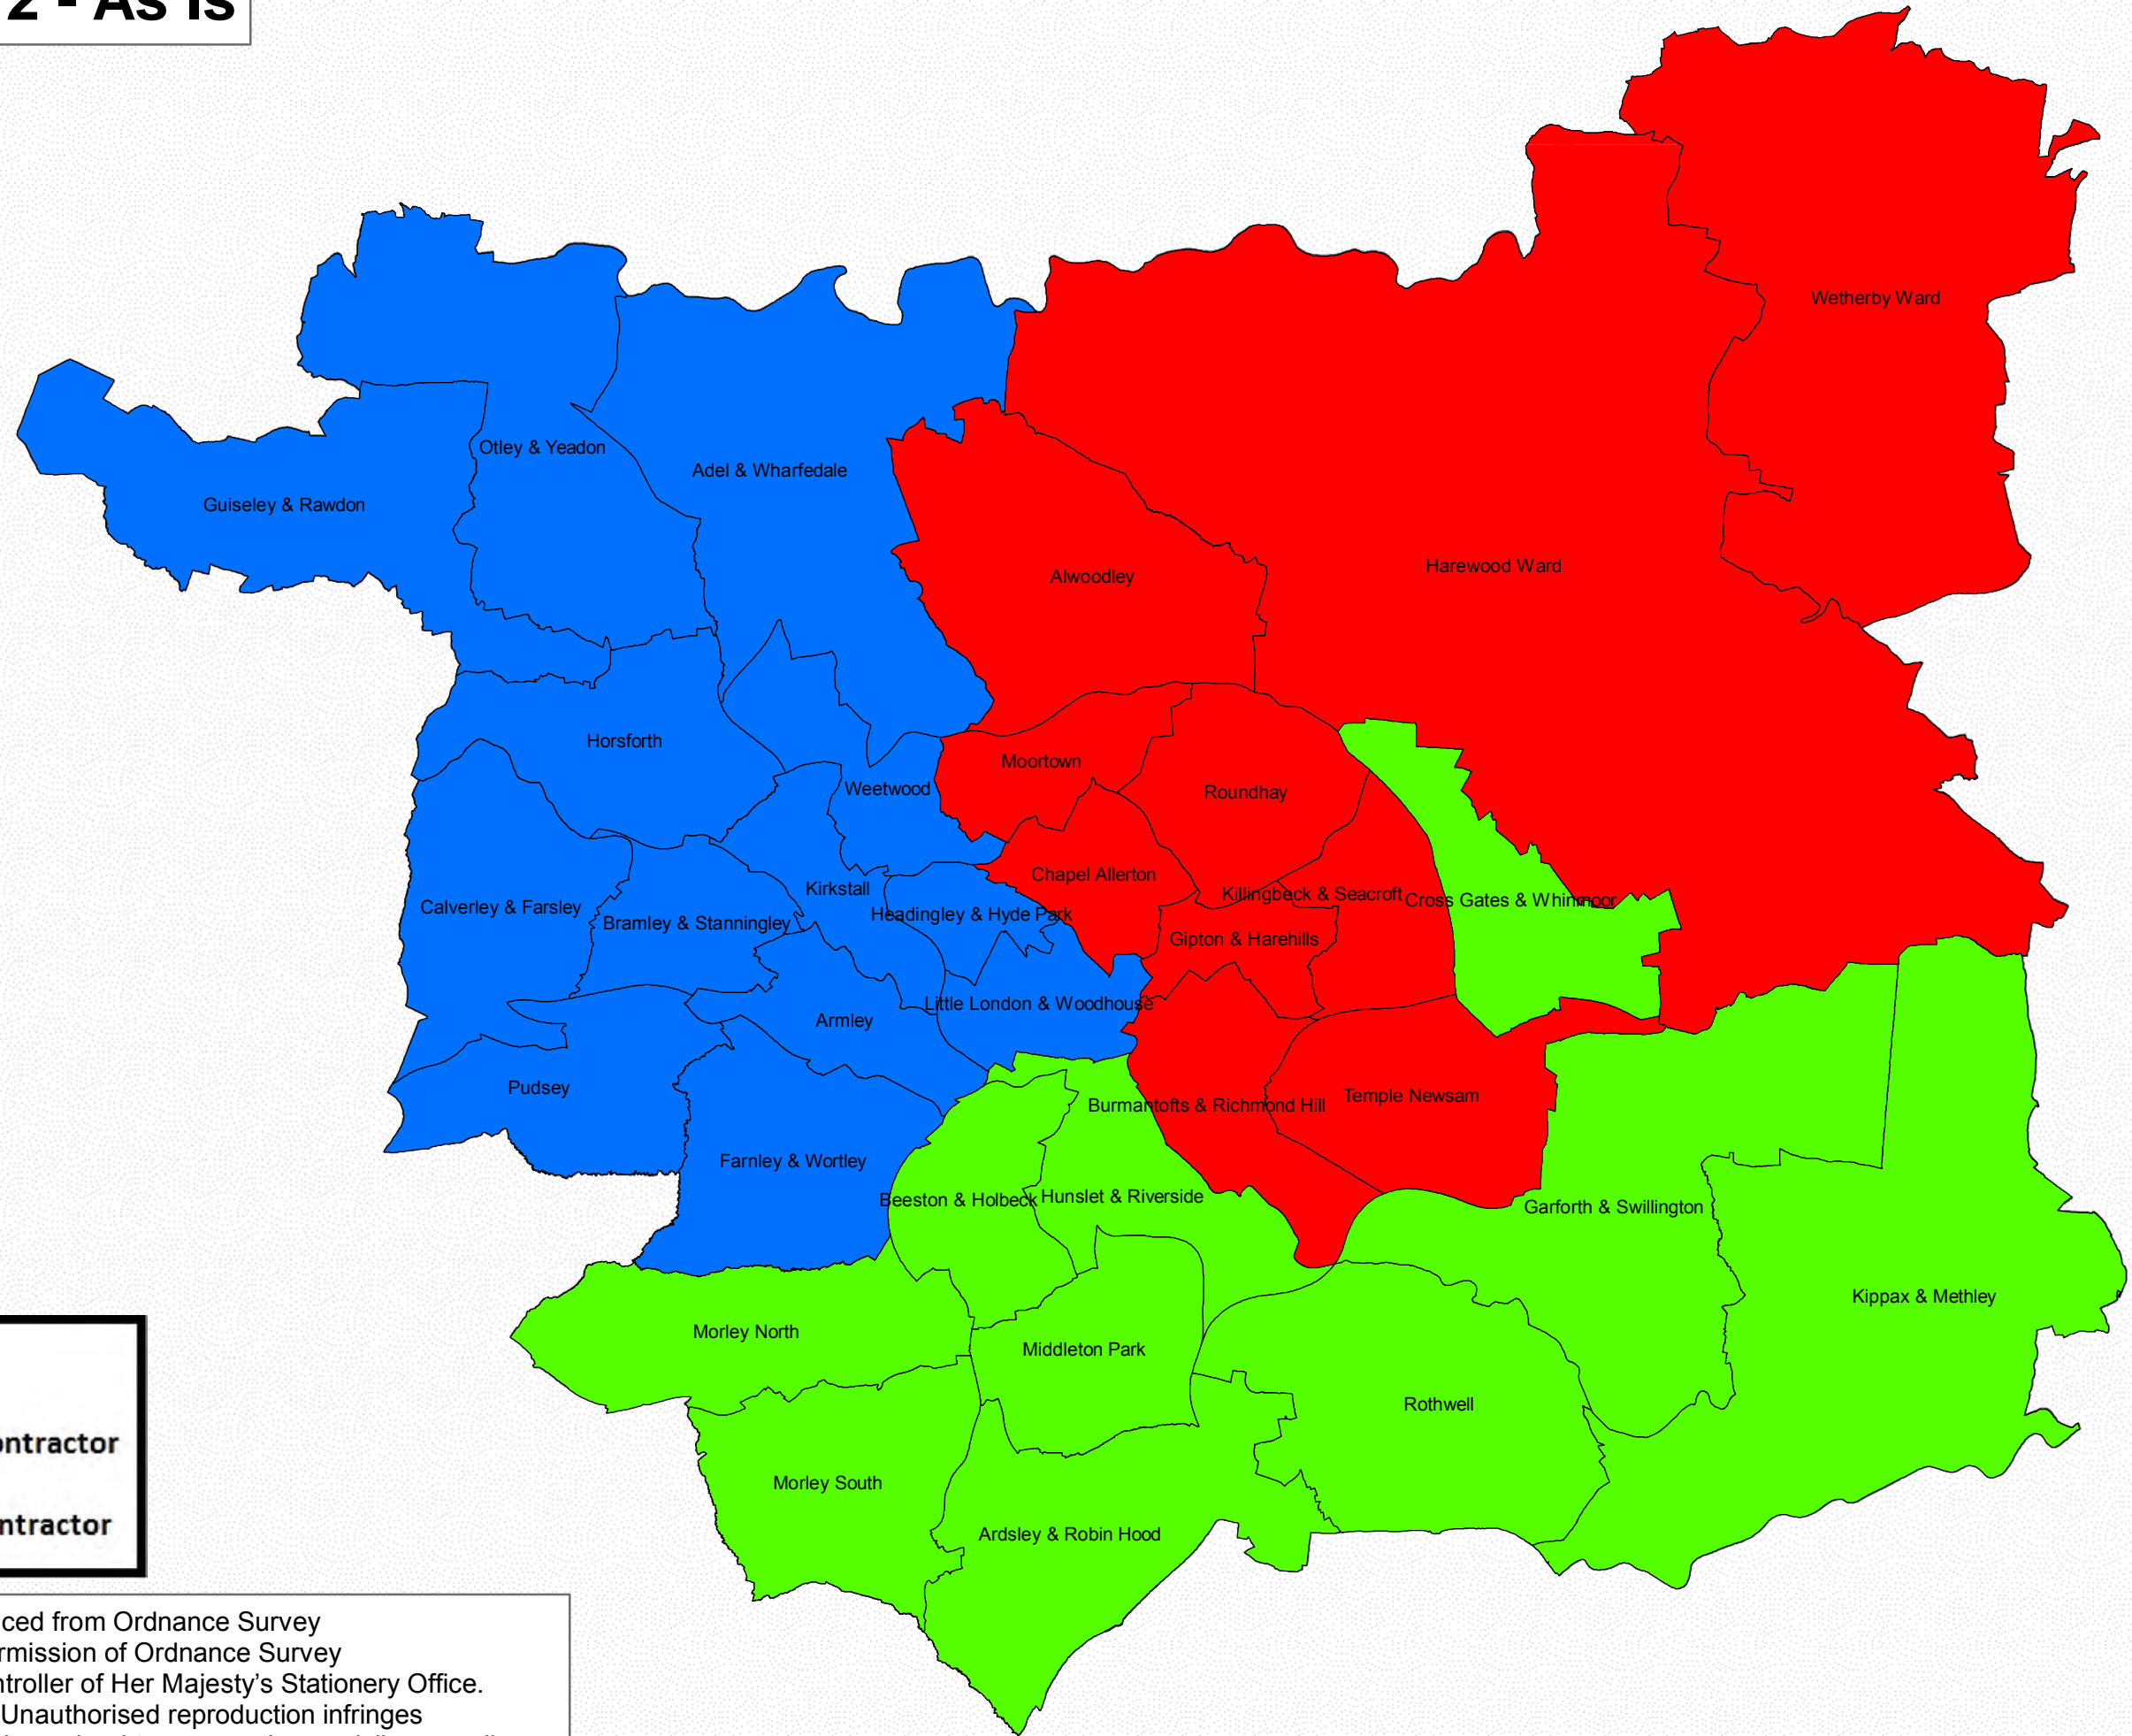 2 - As is
Wetherby Ward
Otley & Yeadon
Adel & Wharfedale
Guiseley & Rawdon
Harewood Ward
Alwoodley
Horsforth
Moortown
Weetwood
Roundhay
Chapel Allerton
Kirkstall
Killingbeck & Seacroft
Cross Gates & Whinmoor
Calverley & Farsley
Headingley & Hyde Park
Bramley & Stanningley
Gipton & Harehills
Little London & Woodhouse
Armley
Pudsey
Temple Newsam
Burmantofts & Richmond Hill
Farnley & Wortley
Beeston & Holbeck
Hunslet & Riverside
Garforth & Swillington
Kippax & Methley
Morley North
Middleton Park
Rothwell
Morley South
Ardsley & Robin Hood
ontractor
ntractor
ced from Ordnance Survey
rmission of Ordnance Survey
ntroller of Her Majesty’s Stationery Office.
Unauthorised reproduction infringes